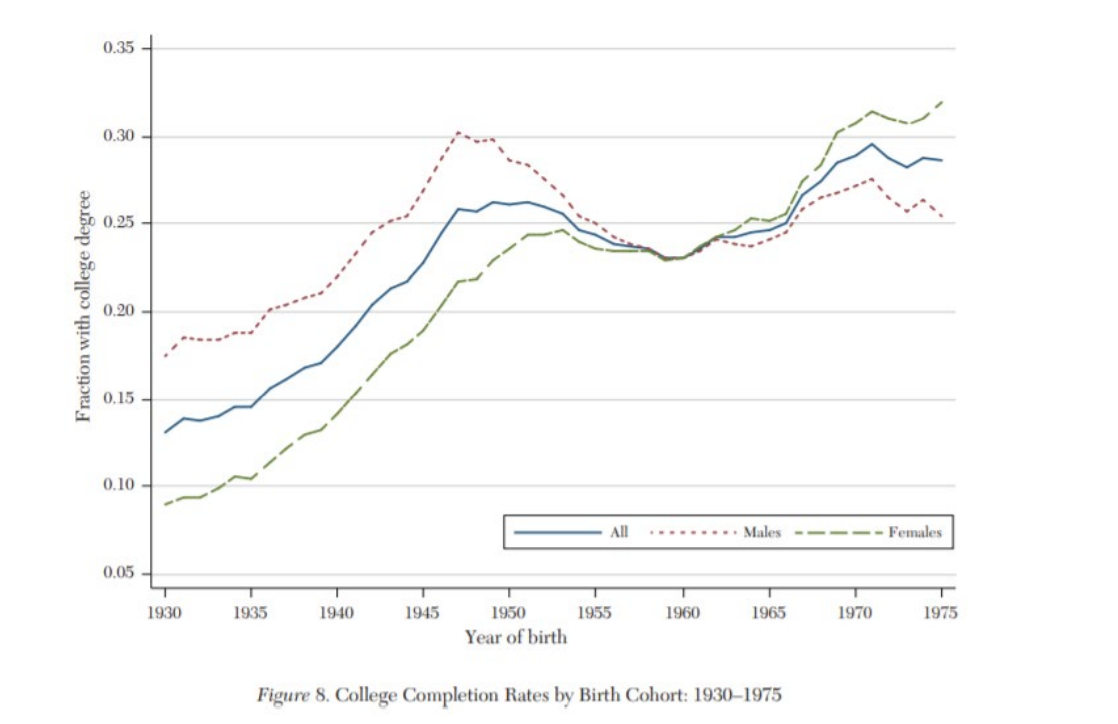 0.35
0.30
0.25
0.20
0.15
0.10
0.05
Fraction with college degree
All Males Females
1930 1935 1940 1945 1950 1955 1960 1965 1970 1975
Year of birth
Figure 8. College Completion Rates by Birth Cohort: 1930–1975